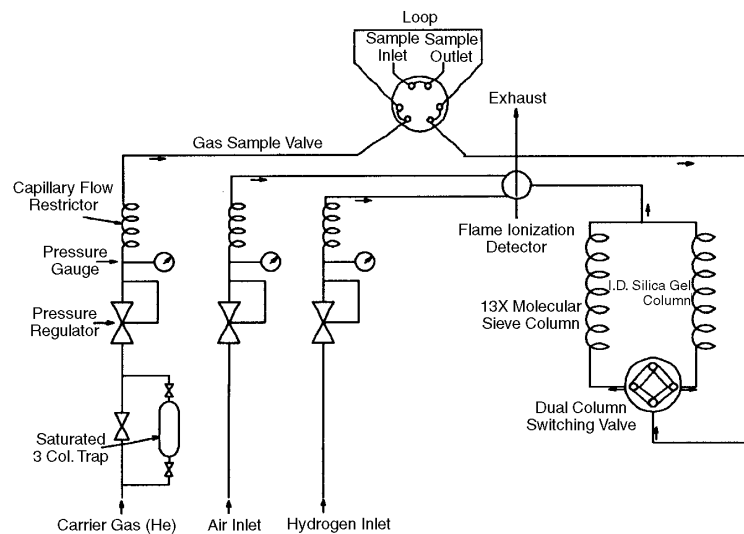 Loop
Sample
Inlet
Sample
Outlet
Exhaust
Gas Sample Valve
Capillary Flow
Restrictor
Flame Ionization
Detector
Pressure
Gauge
Pressure
Regulator
13X Molecular
Sieve Column
I.D. Silica Gel
Column
Dual Column
Switching Valve
Saturated
3 Col. Trap
Carrier Gas (He)
Air Inlet
Hydrogen Inlet